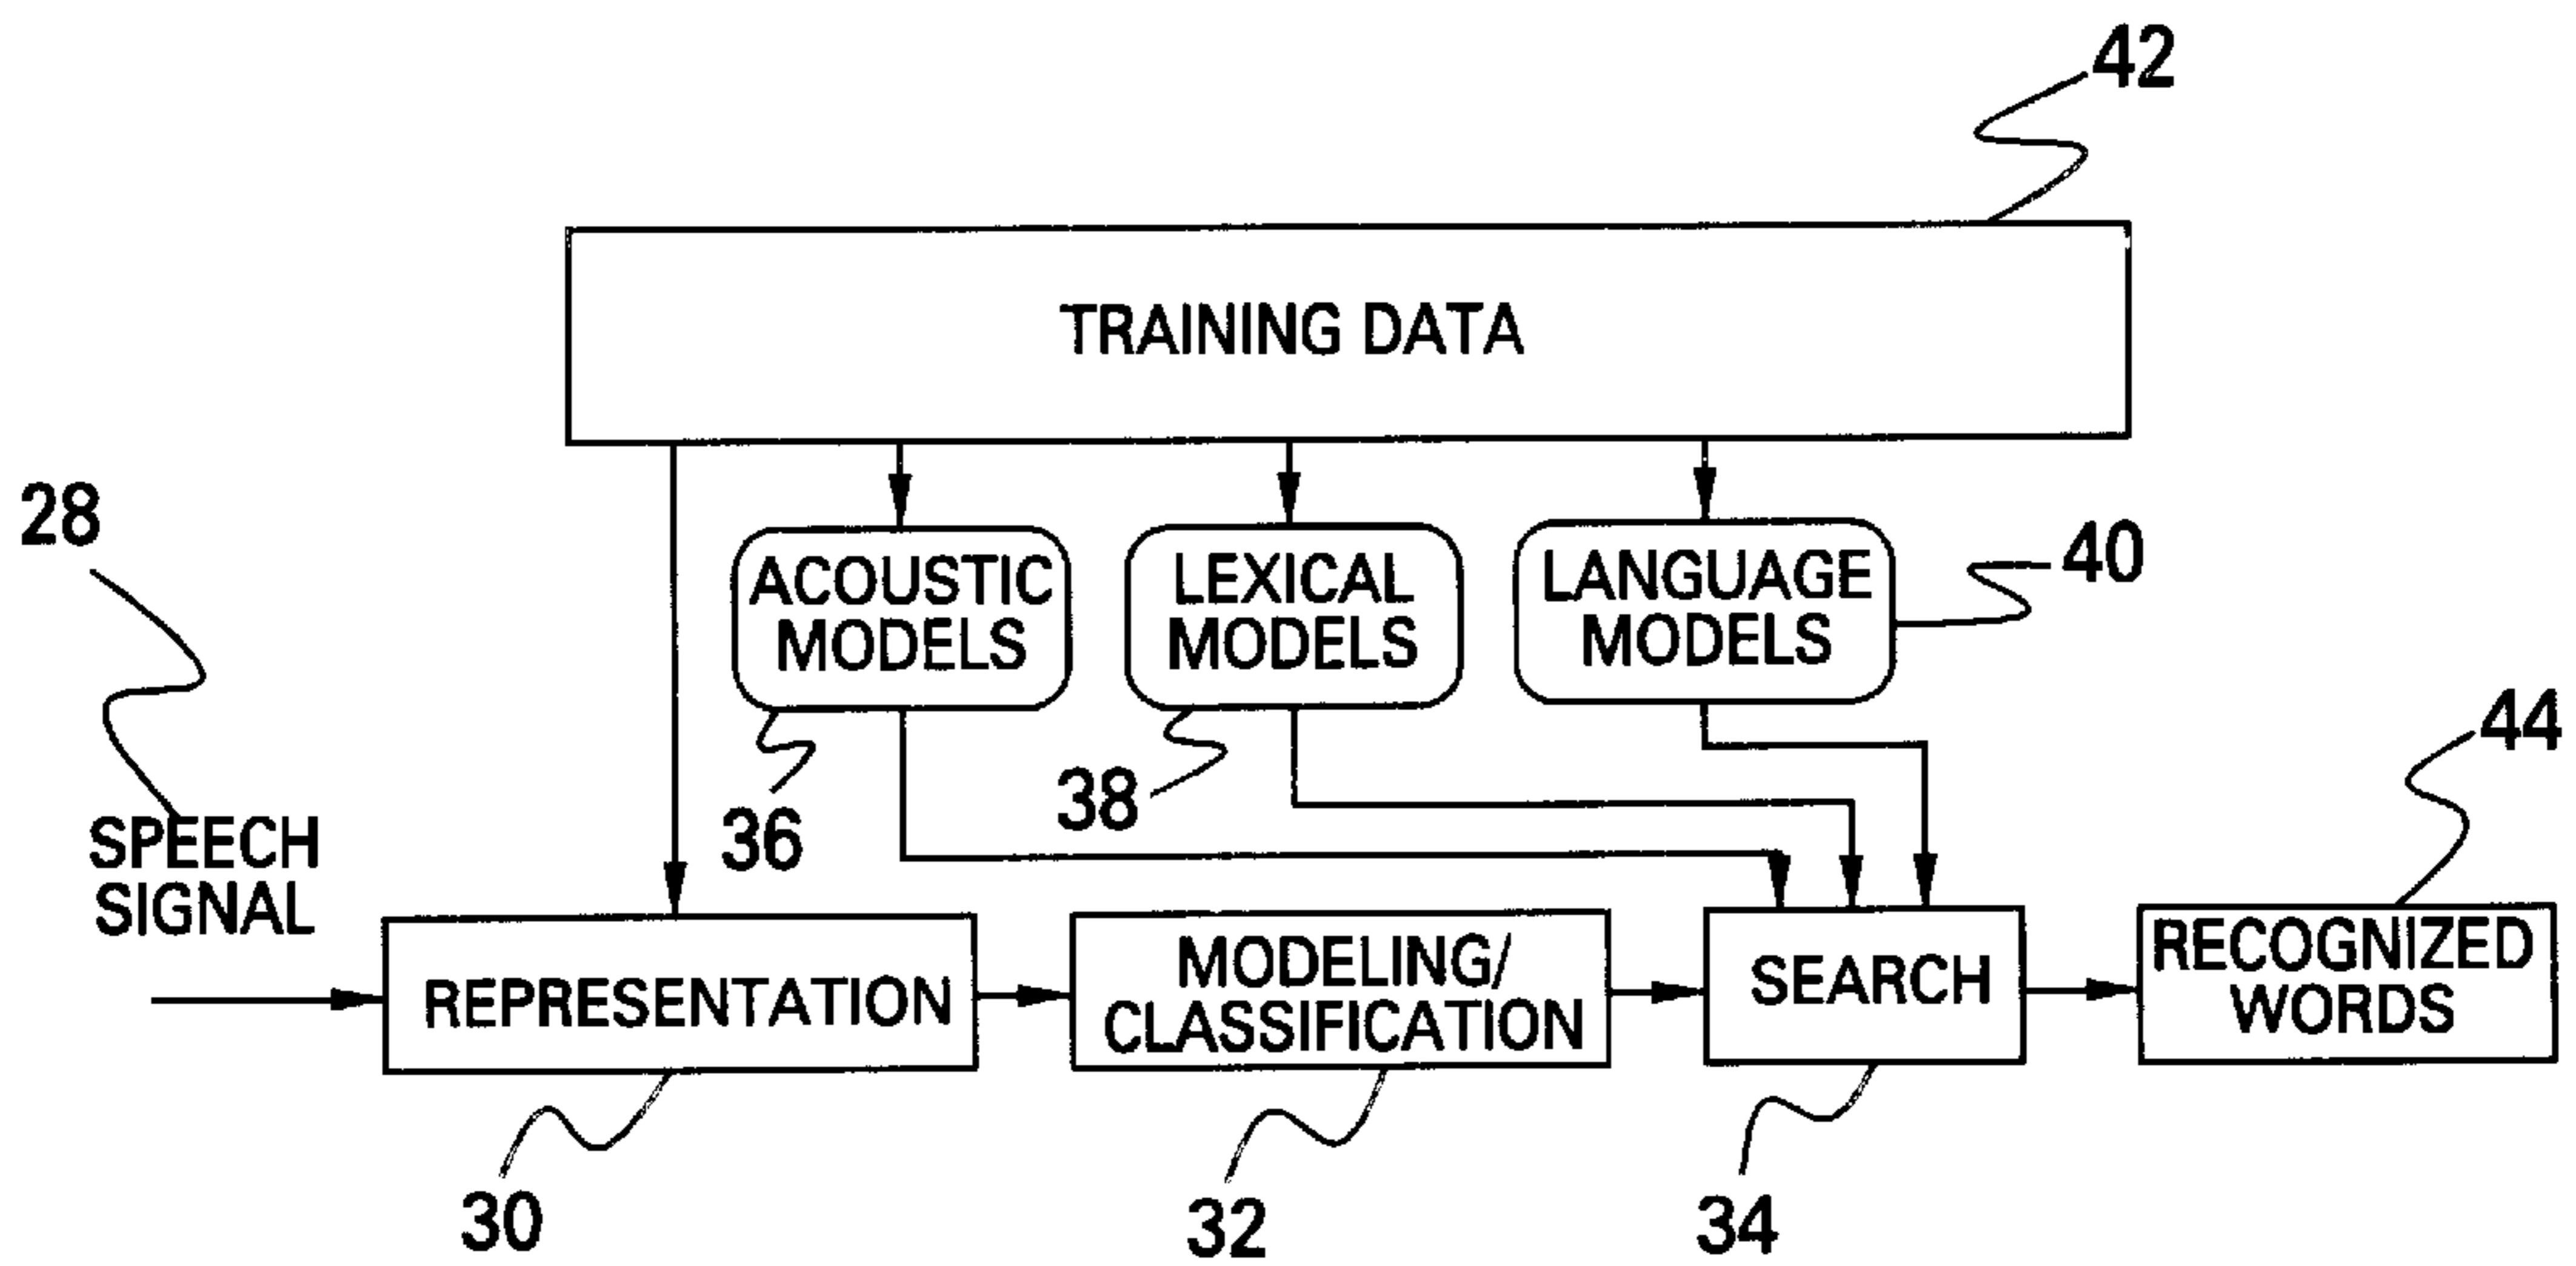 42
TRAINING DATA
28
ACOUSTIC
MODELS
LEXICAL
MODELS
LANGUAGE
MODELS
40
36
38
44
SPEECH
SIGNAL
REPRESENTATION
MODELING/
CLASSIFICATION
SEARCH
RECOGNIZED
WORDS
30
32
34